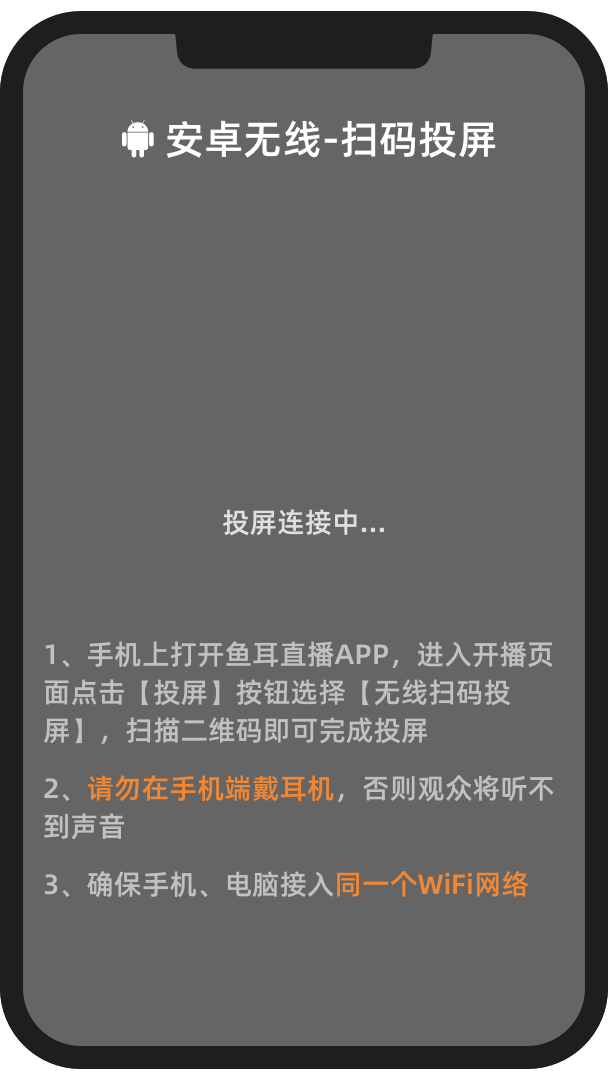 安卓无线-扫码投屏
投屏连接中...
1、手机上打开鱼耳直播APP，进入开播页
面点击【投屏】按钮选择【无线扫码投
屏】，扫描二维码即可完成投屏
2、请勿在手机端戴耳机，否则观众将听不
到声音
3、确保手机、电脑接入同一个WiFi网络